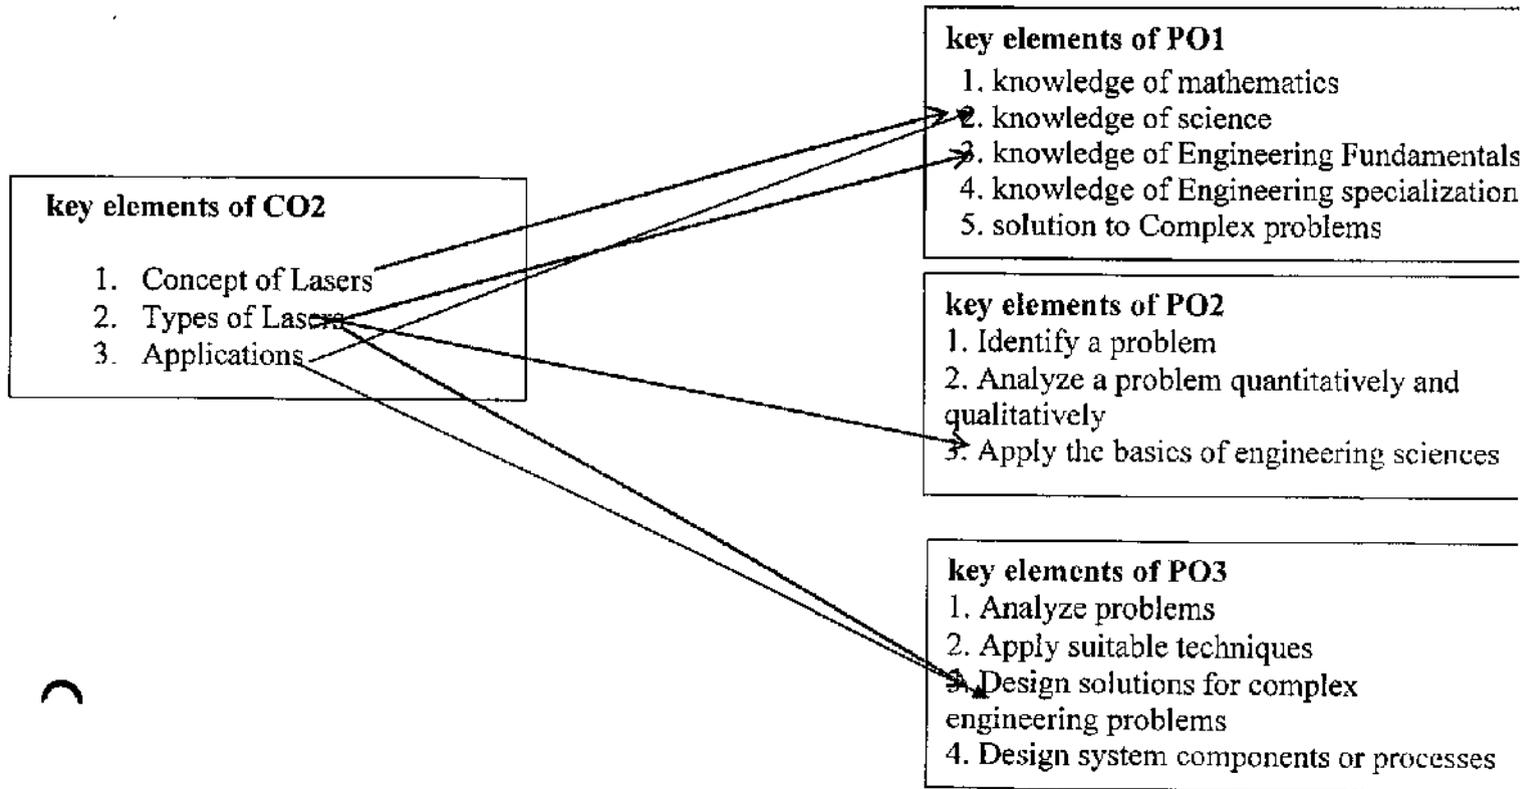 key elements of PO1
1. knowledge of mathematics
2. knowledge of science
3. knowledge of Engineering Fundamentals
4. knowledge of Engineering specialization
5. solution to Complex problems
key elements of CO2
1. Concept of Lasers
2. Types of Lasers
3. Applications
key elements of PO2
1. Identify a problem
2. Analyze a problem quantitatively and
qualitatively
3. Apply the basics of engineering sciences
key elements of PO3
1. Analyze problems
2. Apply suitable techniques
3. Design solutions for complex
engineering problems
4. Design system components or processes